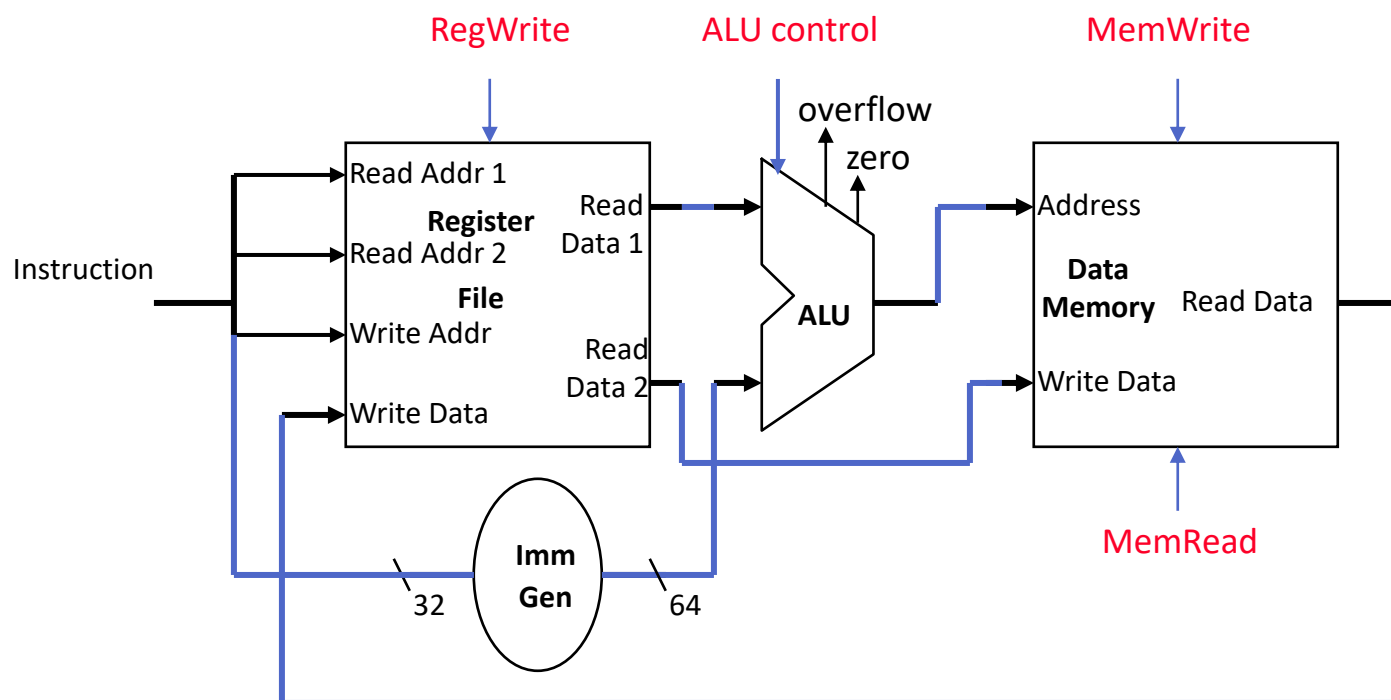 RegWrite
ALU control
MemWrite
overflow
zero
Read Addr 1
Register
Read
Data 1
Address
Instruction
Read Addr 2
File
Data
Memory
Read Data
ALU
Write Addr
Read
Data 2
Write Data
Write Data
Imm
Gen
32
64
MemRead